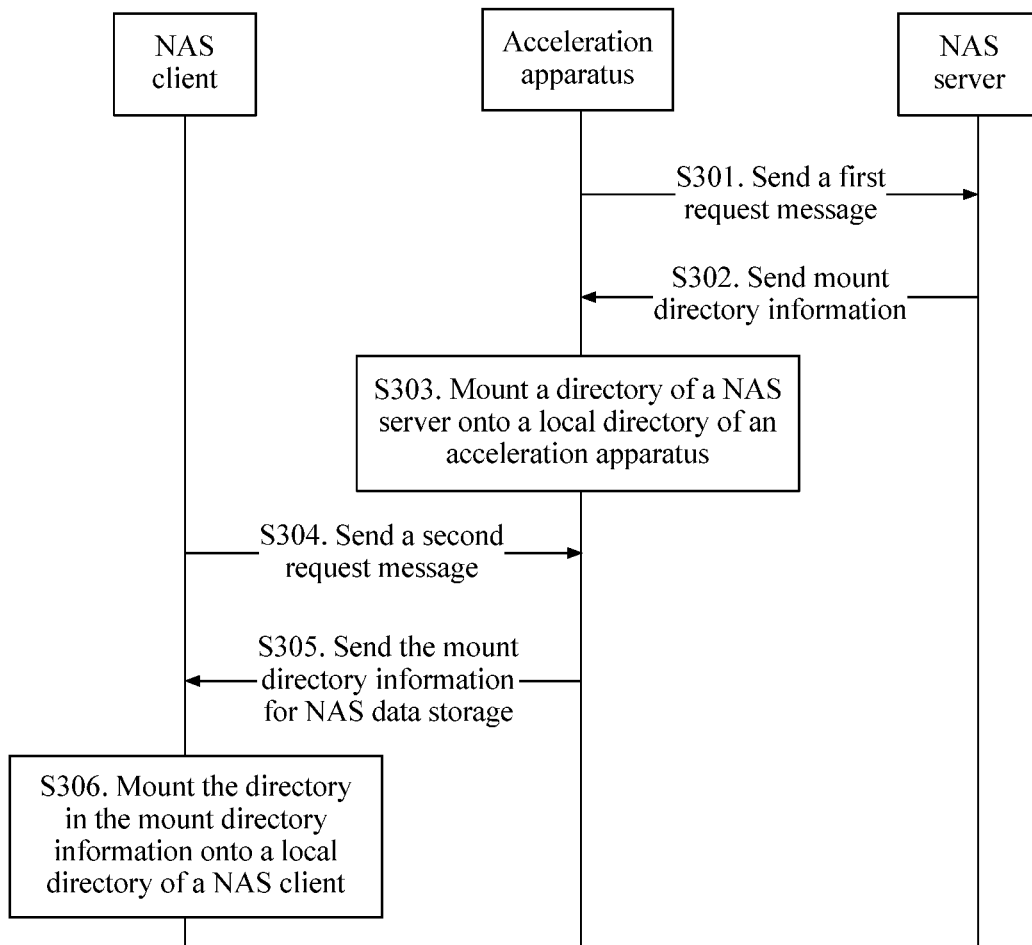 NAS
client
Acceleration
apparatus
NAS
server
S301. Send a first
request message
S302. Send mount
directory information
S303. Mount a directory of a NAS
server onto a local directory of an
acceleration apparatus
S304. Send a second
request message
S305. Send the mount
directory information
for NAS data storage
S306. Mount the directory
in the mount directory
information onto a local
directory of a NAS client